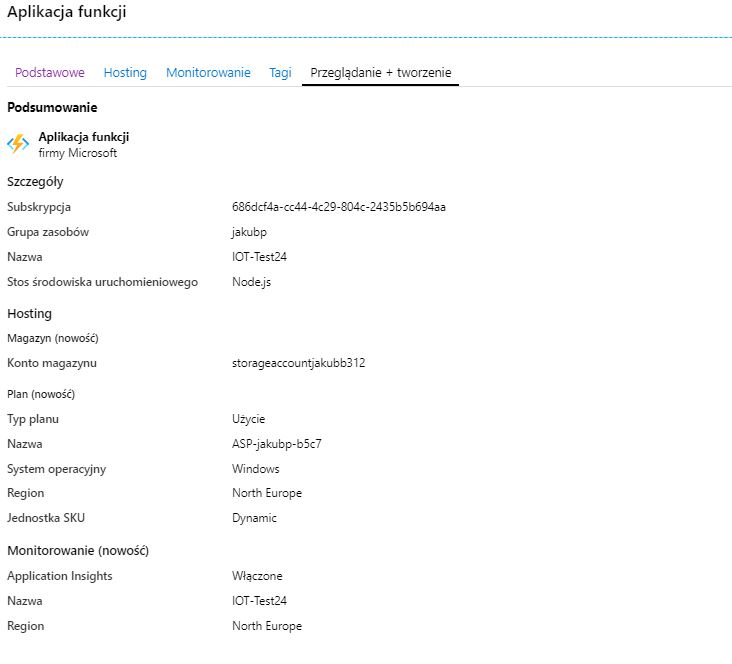 Aplikacja funkcji
Podstawowe Hosting Monitorowanie Tagi Przeglądanie + tworzenie
Podsumowanie
Aplikacja funkcji
firmy Microsoft
Szczegóły
Subskrypcja 686dcf4a-cc44-4c29-804c-2435b5b694aa
Grupa zasobów jakubp
Nazwa IOT-Test24
Stos środowiska uruchomieniowego Node.js
Hosting
Magazyn (nowość)
Konto magazynu storageaccountjakubb312
Plan (nowość)
Typ planu Użycie
Nazwa ASP-jakubp-b5c7
System operacyjny Windows
Region North Europe
Jednostka SKU Dynamic
Monitorowanie (nowość)
Application Insights Włączone
Nazwa IOT-Test24
Region North Europe